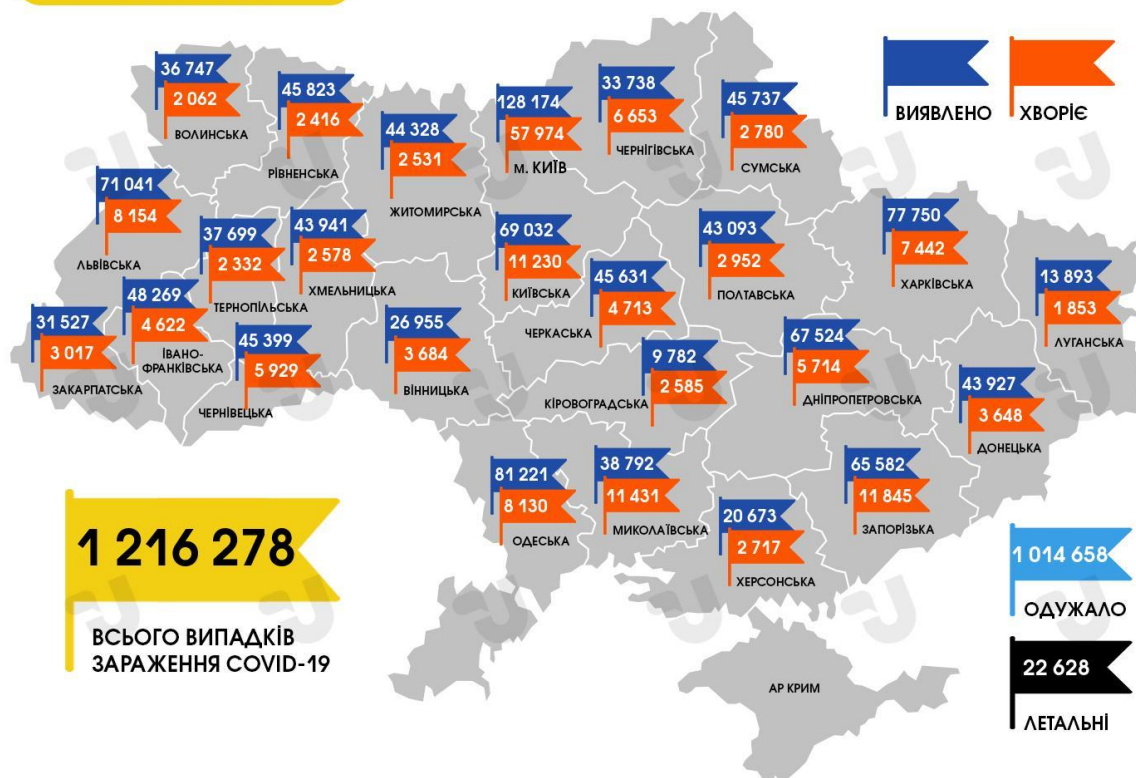 36 747
2 062
ВОЛИНСЬКА
45 823
2 416
РІВНЕНСЬКА
44 328
2 531
ЖИТОМИРСЬКА
128 174
57 974
м. КИЇВ
33 738
6 653
ЧЕРНІГІВСЬКА
45 737
2 780
СУМСЬКА
ВИЯВЛЕНО
ХВОРІЄ
71 041
8 154
ЛЬВІВСЬКА
37 699
2 332
ТЕРНОПІЛЬСЬКА
43 941
2 578
ХМЕЛЬНИЦЬКА
69 032
11 230
КИЇВСЬКА
45 631
4 713
ЧЕРКАСЬКА
43 093
2 952
ПОЛТАВСЬКА
77 750
7 442
ХАРКІВСЬКА
13 893
1 853
ЛУГАНСЬКА
31 527
3 017
ЗАКАРПАТСЬКА
48 269
4 622
ІВАНО-
ФРАНКІВСЬКА
45 399
5 929
ЧЕРНІВЕЦЬКА
26 955
3 684
ВІННИЦЬКА
9 782
2 585
КІРОВОГРАДСЬКА
67 524
5 714
ДНІПРОПЕТРОВСЬКА
43 927
3 648
ДОНЕЦЬКА
81 221
8 130
ОДЕСЬКА
38 792
11 431
МИКОЛАЇВСЬКА
20 673
2 717
ХЕРСОНСЬКА
65 582
11 845
ЗАПОРІЗЬКА
1 216 278
ВСЬОГО ВИПАДКІВ
ЗАРАЖЕННЯ COVID-19
1 014 658
ОДУЖАЛО
22 628
ЛЕТАЛЬНІ
АР КРИМ